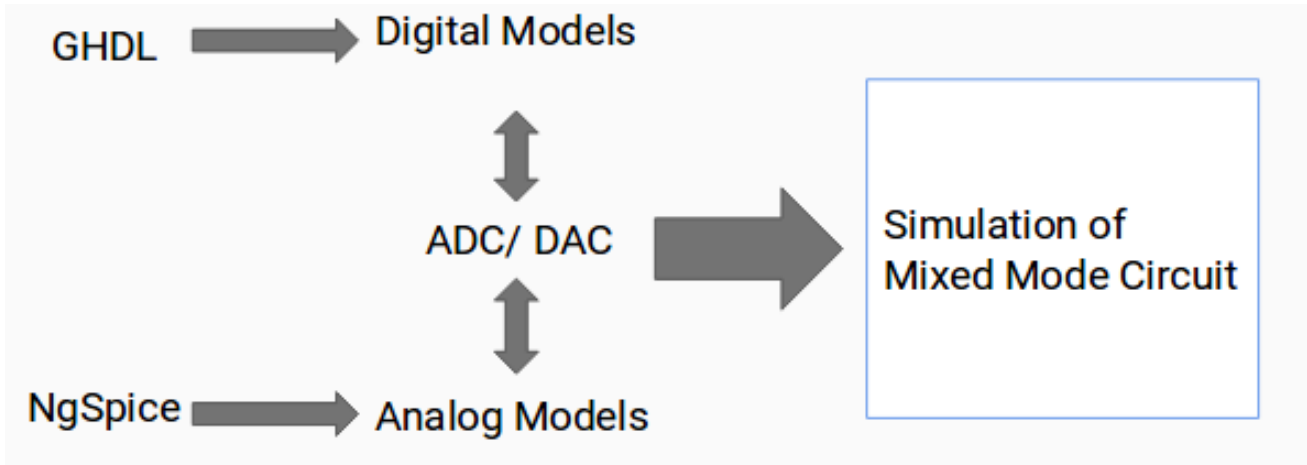 GHDL
Digital Models
ADC/ DAC
Simulation of
Mixed Mode Circuit
NgSpice
Analog Models